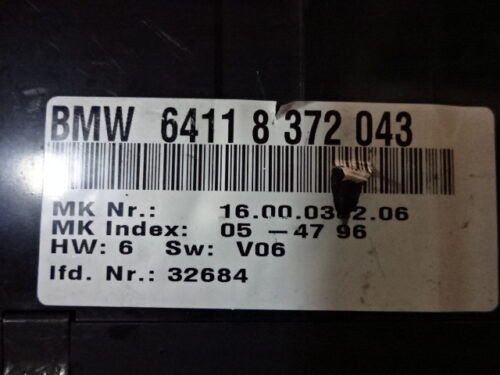 BMW 6411 8 372 043
MK Nr.:
MK Index: 05 – 47 96
HW: 6 Sw: V06
lfd. Nr.: 32684